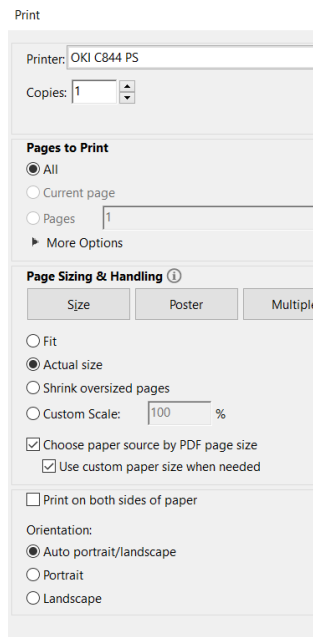 Print
Printer: OKI C844 PS
Copies: 1
Pages to Print
All
Current page
Pages 1
More Options
Page Sizing & Handling
Size Poster Multiple
Fit
Actual size
Shrink oversized pages
Custom Scale: 100 %
Choose paper source by PDF page size
Use custom paper size when needed
Print on both sides of paper
Orientation:
Auto portrait/landscape
Portrait
Landscape